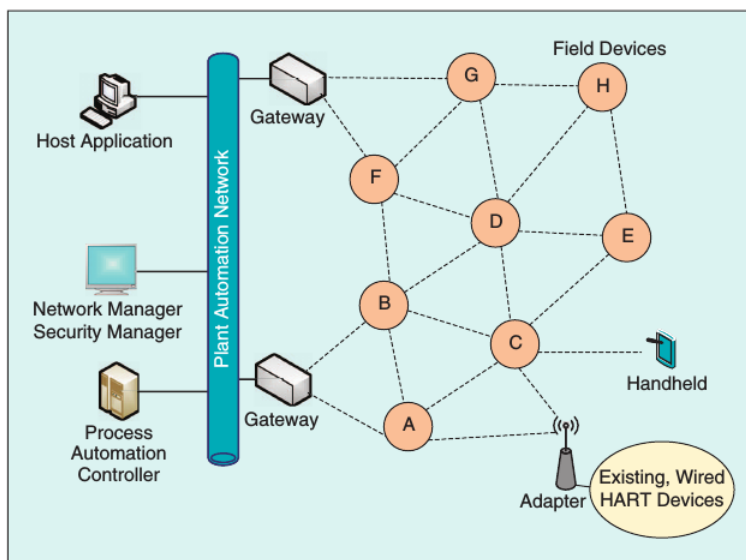 Field Devices
G
H
Gateway
Host Application
F
Plant Automation Network
D
E
Network Manager
Security Manager
B
C
Handheld
Gateway
A
Process
Automation
Controller
Adapter
Existing, Wired
HART Devices